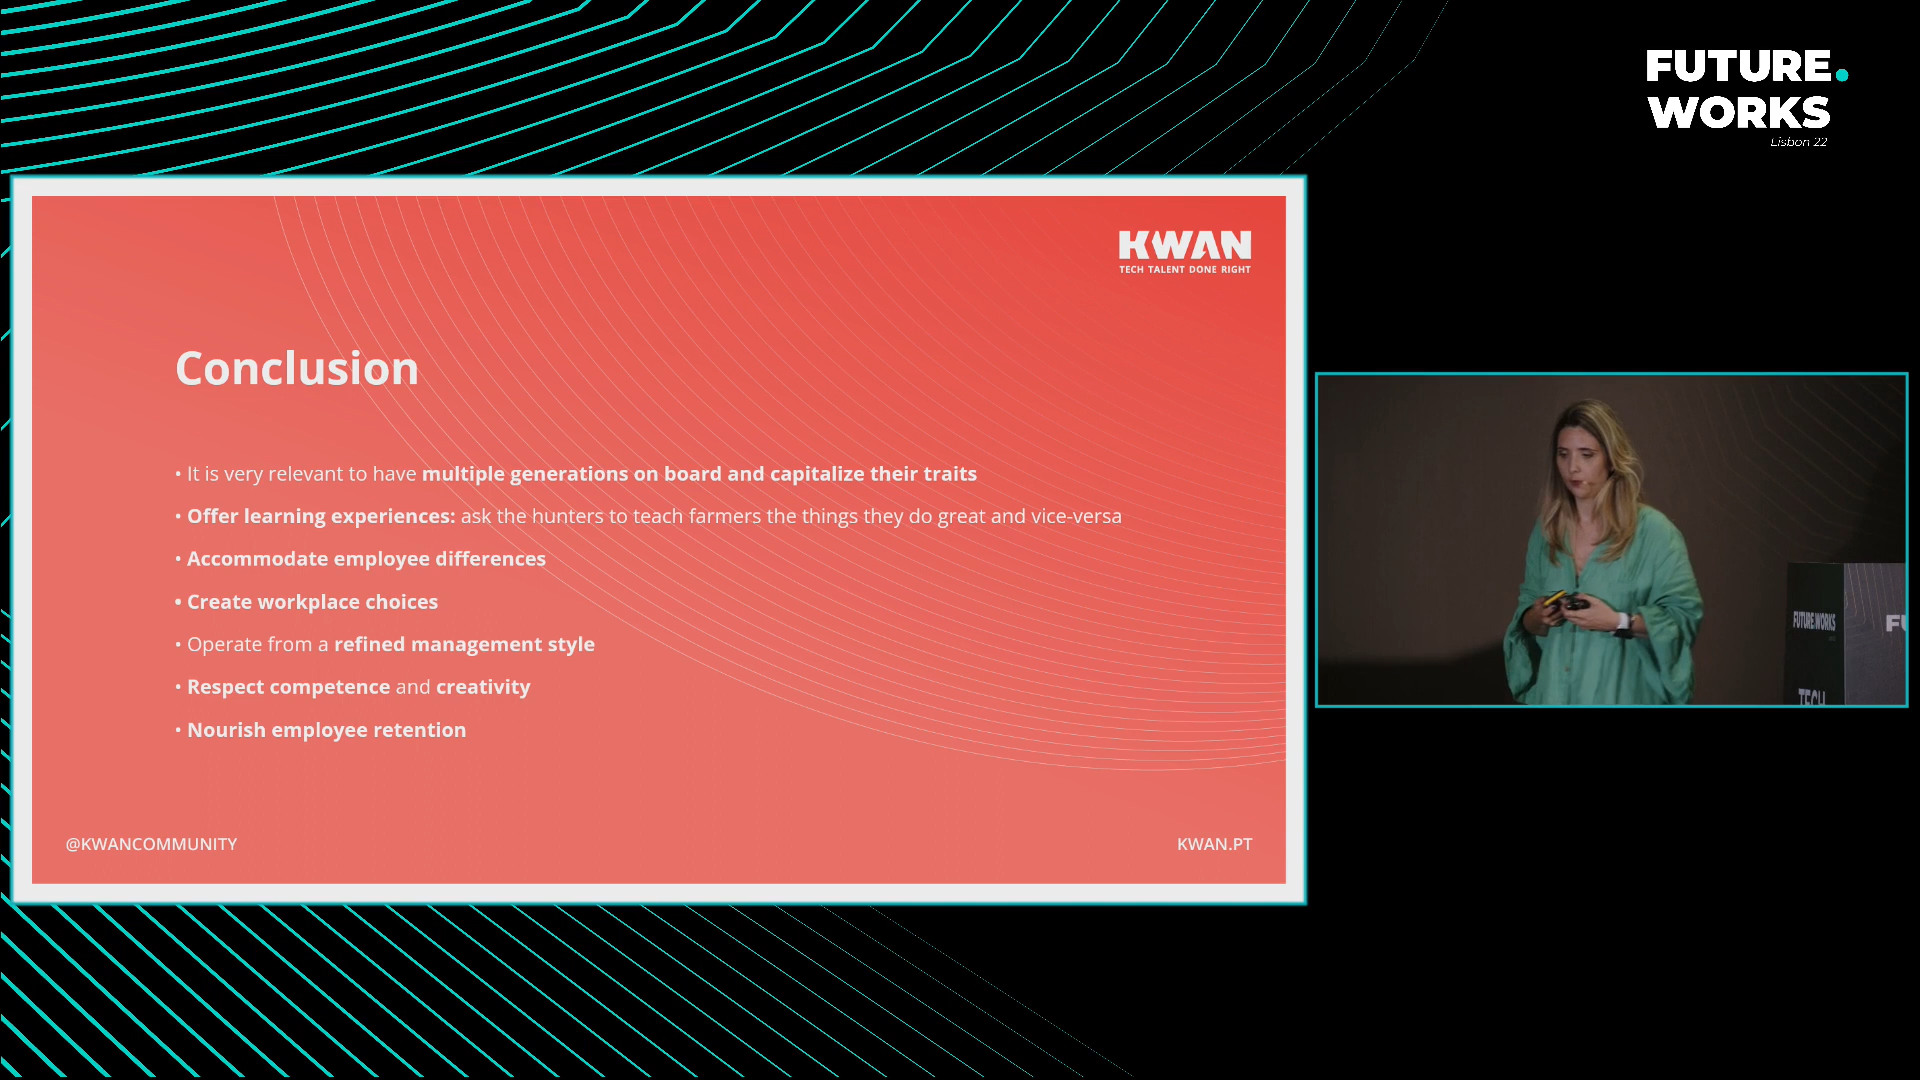 FUTURE.
WORKS
Lisbon 22
KWAN
TECH TALENT DONE RIGHT
Conclusion
• It is very relevant to have multiple generations on board and capitalize their traits
• Offer learning experiences: ask the hunters to teach farmers the things they do great and vice-versa
• Accommodate employee differences
• Create workplace choices
• Operate from a refined management style
• Respect competence and creativity
• Nourish employee retention
@KWANCOMMUNITY
KWAN.PT
FUTURE.WORKS
TECH